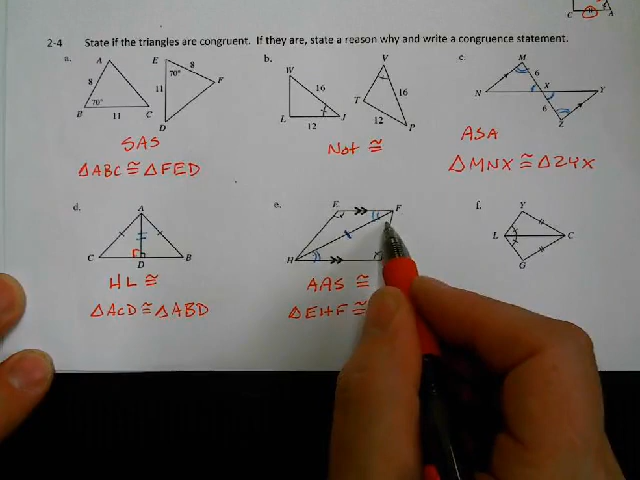 C A
2-4 State if the triangles are congruent. If they are, state a reason why and write a congruence statement.
a. A 8 70° B 11 C E 8 70° 11 F D
b. W 16 L 12 J V 16 T 12 P
c. M 6 N X Y 6 Z
SAS
△ABC ≅ △FED
Not ≅
ASA
△MNX ≅ △ZYX
d. A C D B
e. E F H
f. Y L C G
HL ≅
△ACD ≅ △ABD
AAS ≅
△EHF ≅